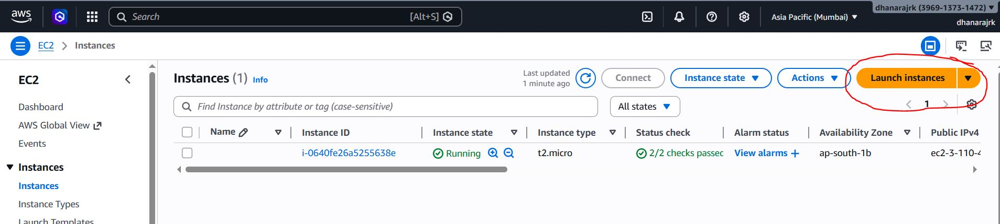 aws
Search [Alt+S]
Asia Pacific (Mumbai)
dhanarajrk (3969-1373-1472)
dhanarajrk
EC2 > Instances
EC2
Dashboard
AWS Global View
Events
Instances
Instances
Instance Types
Launch Templates
Instances (1) Info
Last updated
1 minute ago
Connect
Instance state
Actions
Launch instances
Find Instance by attribute or tag (case-sensitive)
All states
< 1 >
Name Instance ID Instance state Instance type Status check Alarm status Availability Zone Public IPv4
i-0640fe26a5255638e Running t2.micro 2/2 checks passed View alarms + ap-south-1b ec2-3-110-4